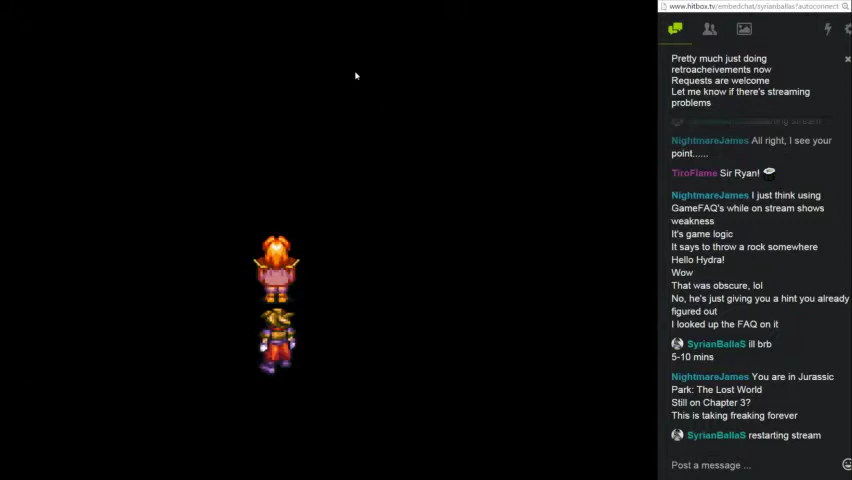 www.hitbox.tv/embedchat/syrianballas?autoconnect
Pretty much just doing
retroacheivements now
Requests are welcome
Let me know if there's streaming
problems
NightmareJames All right, I see your
point......
TiroFlame Sir Ryan!
NightmareJames I just think using
GameFAQ's while on stream shows
weakness
It's game logic
It says to throw a rock somewhere
Hello Hydra!
Wow
That was obscure, lol
No, he's just giving you a hint you already
figured out
I looked up the FAQ on it
SyrianBallaS ill brb
5-10 mins
NightmareJames You are in Jurassic
Park: The Lost World
Still on Chapter 3?
This is taking freaking forever
SyrianBallaS restarting stream
Post a message ...